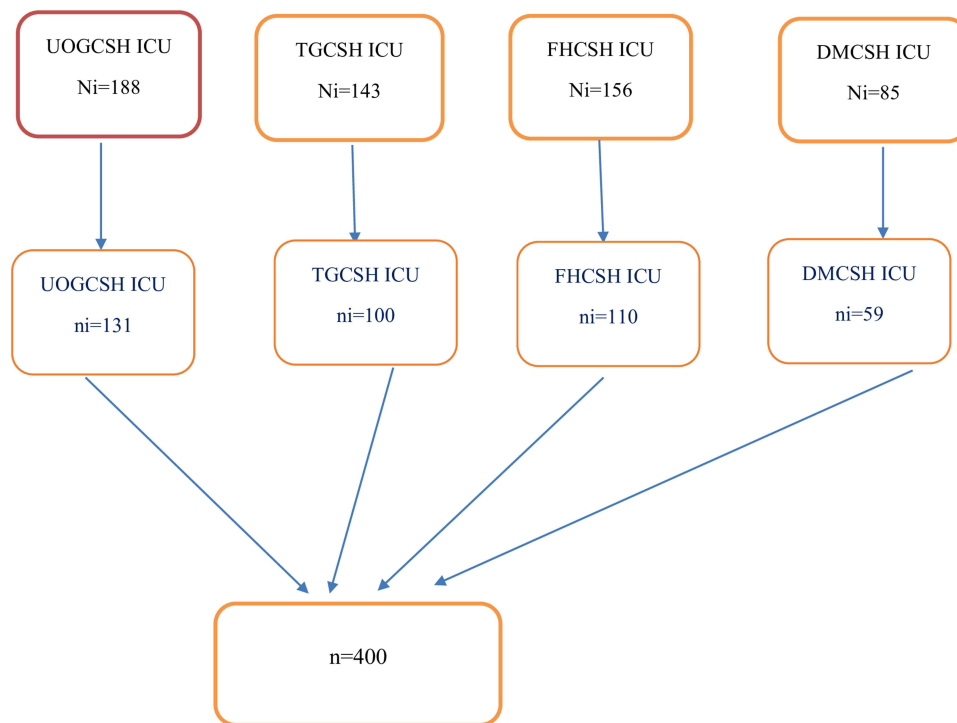 UOGCSH ICU
Ni=188
TGCSH ICU
Ni=143
FHCSH ICU
Ni=156
DMCSH ICU
Ni=85
UOGCSH ICU
ni=131
TGCSH ICU
ni=100
FHCSH ICU
ni=110
DMCSH ICU
ni=59
n=400